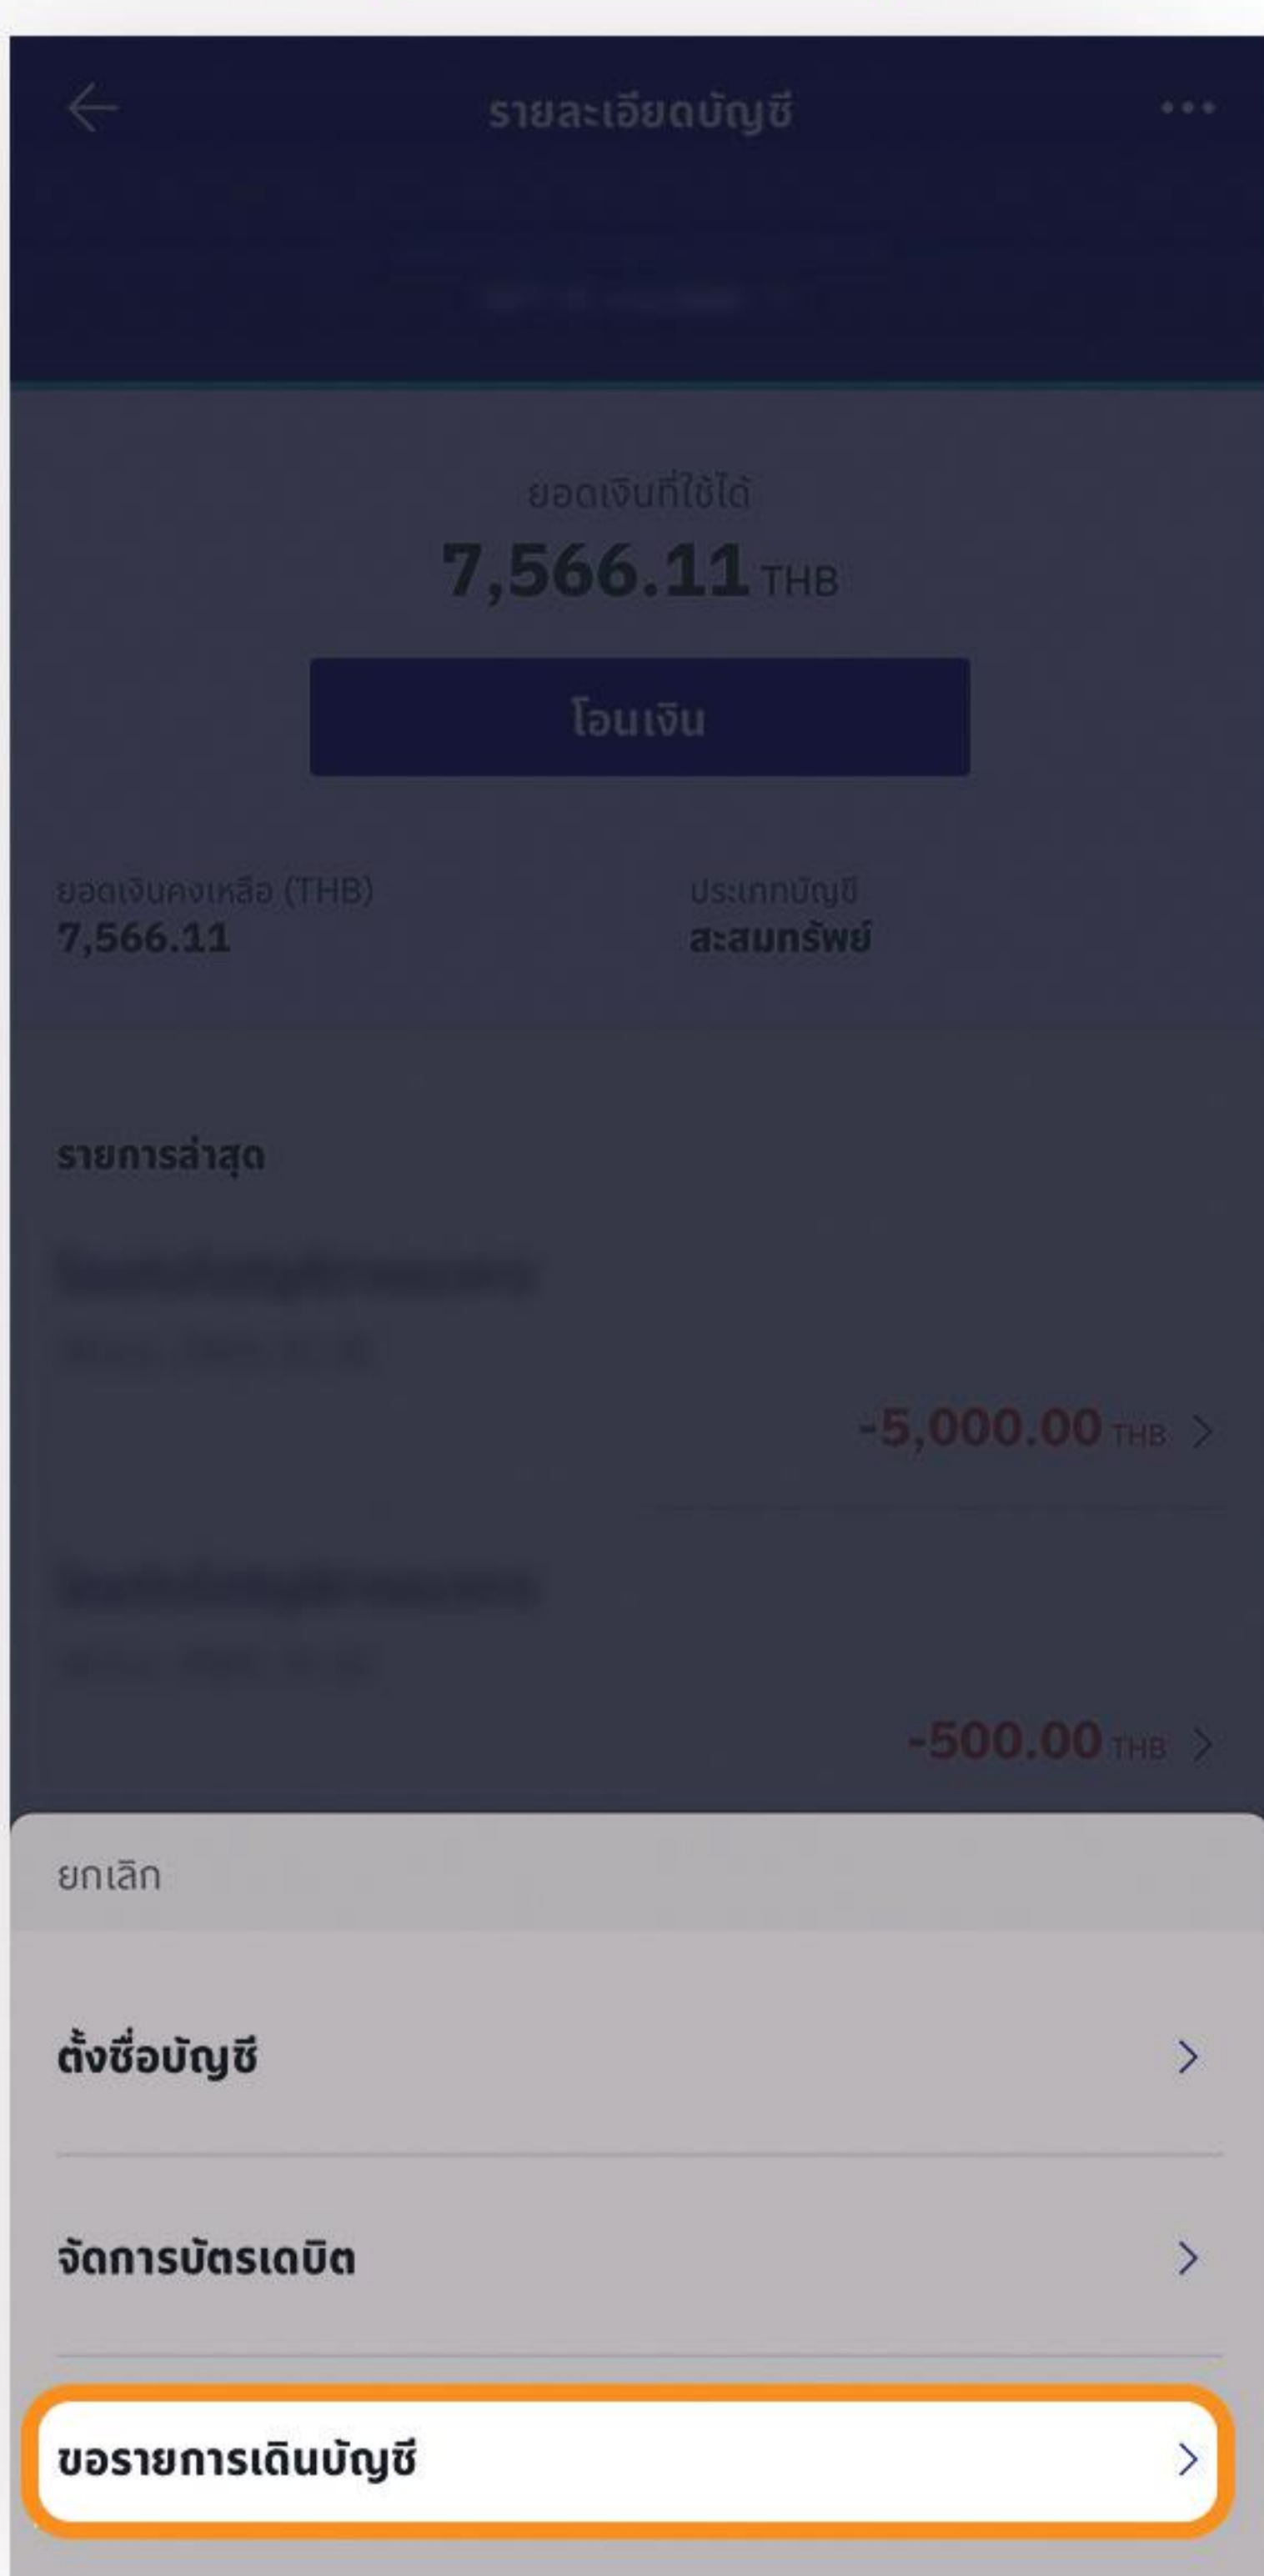 รายละเอียดบัญชี
ยอดเงินที่ใช้ได้
7,566.11 THB
โอนเงิน
ยอดเงินคงเหลือ (THB)
7,566.11
ประเภทบัญชี
สะสมทรัพย์
รายการล่าสุด
-5,000.00 THB
-500.00 THB
ยกเลิก
ตั้งชื่อบัญชี
จัดการบัตรเดบิต
ขอรายการเดินบัญชี